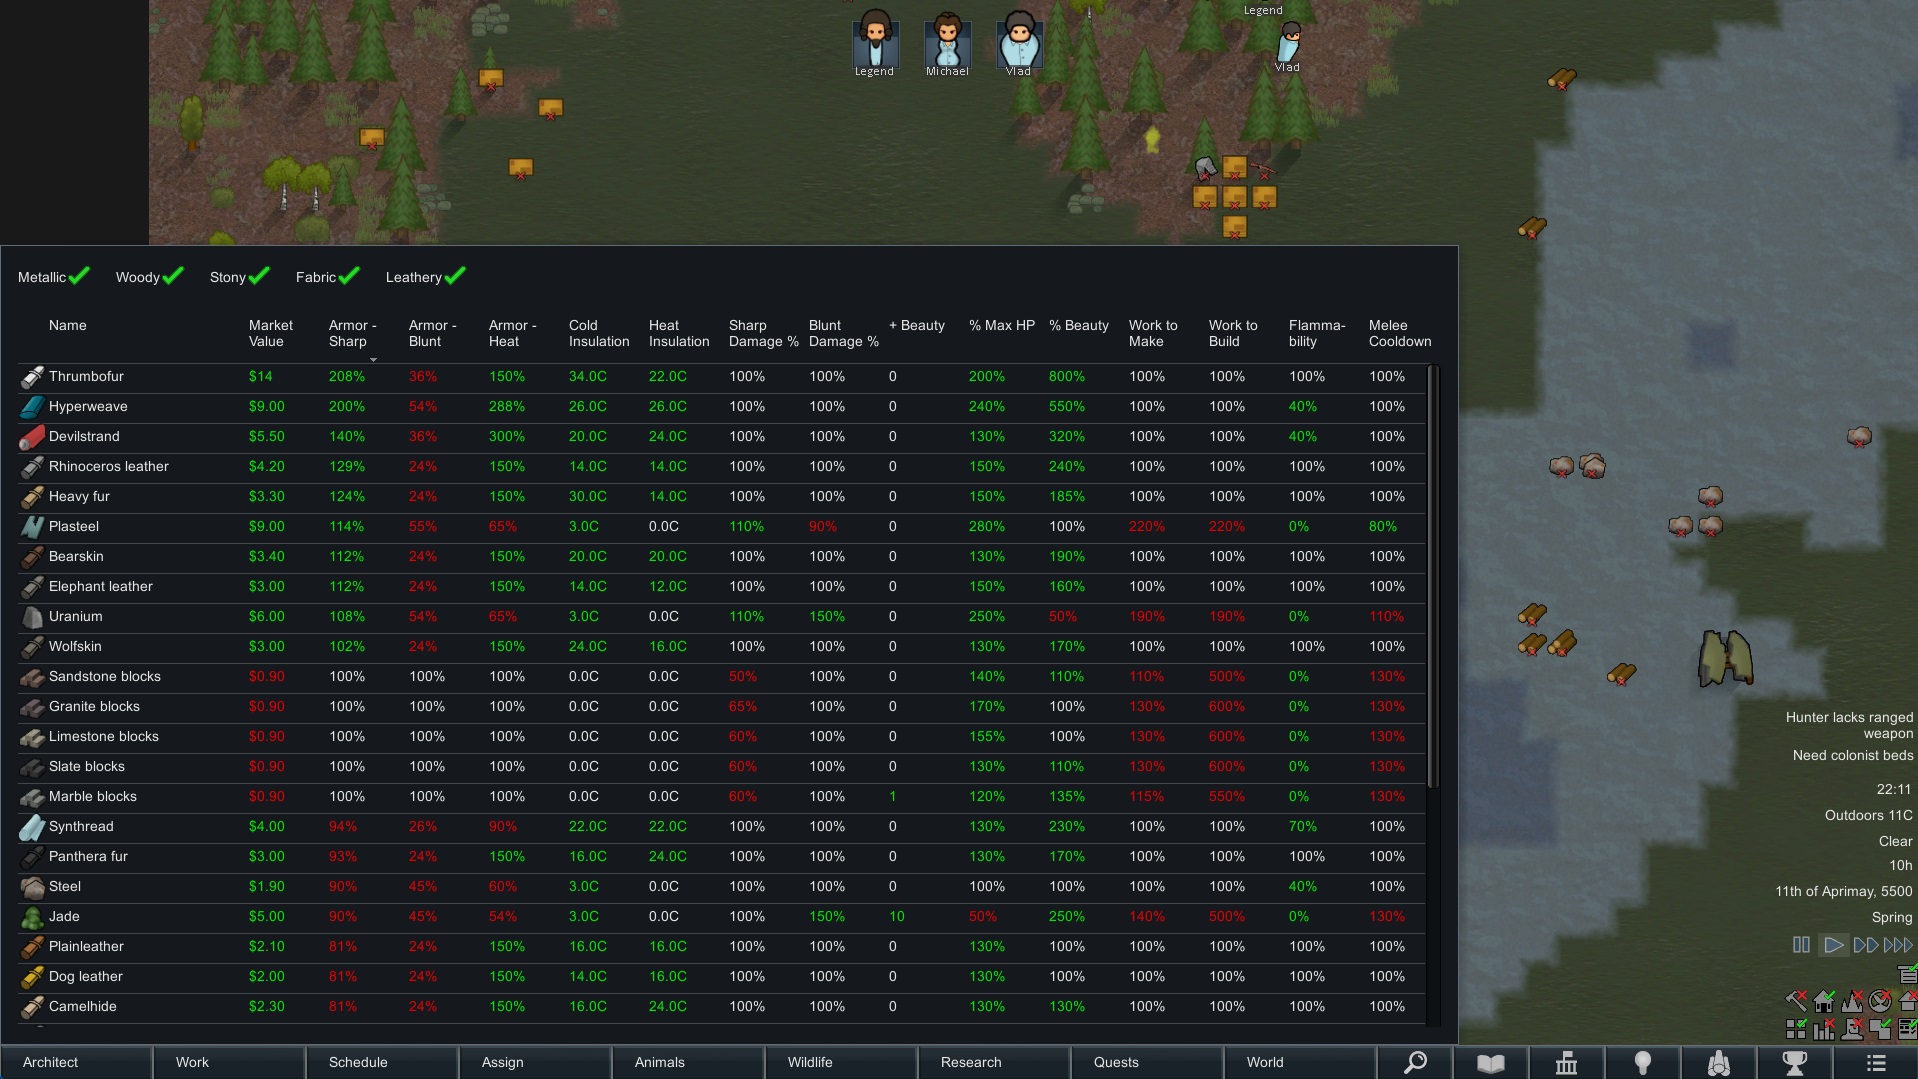 Legend
Legend Michael Vlad
Vlad
Metallic Woody Stony Fabric Leathery
Name Market Value Armor - Sharp Armor - Blunt Armor - Heat Cold Insulation Heat Insulation Sharp Damage % Blunt Damage % + Beauty % Max HP % Beauty Work to Make Work to Build Flamma-bility Melee Cooldown
Thrumbofur $14 208% 36% 150% 34.0C 22.0C 100% 100% 0 200% 800% 100% 100% 100% 100%
Hyperweave $9.00 200% 54% 288% 26.0C 26.0C 100% 100% 0 240% 550% 100% 100% 40% 100%
Devilstrand $5.50 140% 36% 300% 20.0C 24.0C 100% 100% 0 130% 320% 100% 100% 40% 100%
Rhinoceros leather $4.20 129% 24% 150% 14.0C 14.0C 100% 100% 0 150% 240% 100% 100% 100% 100%
Heavy fur $3.30 124% 24% 150% 30.0C 14.0C 100% 100% 0 150% 185% 100% 100% 100% 100%
Plasteel $9.00 114% 55% 65% 3.0C 0.0C 110% 90% 0 280% 100% 220% 220% 0% 80%
Bearskin $3.40 112% 24% 150% 20.0C 20.0C 100% 100% 0 130% 190% 100% 100% 100% 100%
Elephant leather $3.00 112% 24% 150% 14.0C 12.0C 100% 100% 0 150% 160% 100% 100% 100% 100%
Uranium $6.00 108% 54% 65% 3.0C 0.0C 110% 150% 0 250% 50% 190% 190% 0% 110%
Wolfskin $3.00 102% 24% 150% 24.0C 16.0C 100% 100% 0 130% 170% 100% 100% 100% 100%
Sandstone blocks $0.90 100% 100% 100% 0.0C 0.0C 50% 100% 0 140% 110% 110% 500% 0% 130%
Granite blocks $0.90 100% 100% 100% 0.0C 0.0C 65% 100% 0 170% 100% 130% 600% 0% 130%
Limestone blocks $0.90 100% 100% 100% 0.0C 0.0C 60% 100% 0 155% 100% 130% 600% 0% 130%
Slate blocks $0.90 100% 100% 100% 0.0C 0.0C 60% 100% 0 130% 110% 130% 600% 0% 130%
Marble blocks $0.90 100% 100% 100% 0.0C 0.0C 60% 100% 1 120% 135% 115% 550% 0% 130%
Synthread $4.00 94% 26% 90% 22.0C 22.0C 100% 100% 0 130% 230% 100% 100% 70% 100%
Panthera fur $3.00 93% 24% 150% 16.0C 24.0C 100% 100% 0 130% 170% 100% 100% 100% 100%
Steel $1.90 90% 45% 60% 3.0C 0.0C 100% 100% 0 100% 100% 100% 100% 40% 100%
Jade $5.00 90% 45% 54% 3.0C 0.0C 100% 150% 10 50% 250% 140% 500% 0% 130%
Plainleather $2.10 81% 24% 150% 16.0C 16.0C 100% 100% 0 130% 100% 100% 100% 100% 100%
Dog leather $2.00 81% 24% 150% 14.0C 16.0C 100% 100% 0 130% 100% 100% 100% 100% 100%
Camelhide $2.30 81% 24% 150% 16.0C 24.0C 100% 100% 0 130% 130% 100% 100% 100% 100%
Hunter lacks ranged
weapon
Need colonist beds
22:11
Outdoors 11C
Clear
10h
11th of Aprimay, 5500
Spring
Architect Work Schedule Assign Animals Wildlife Research Quests World